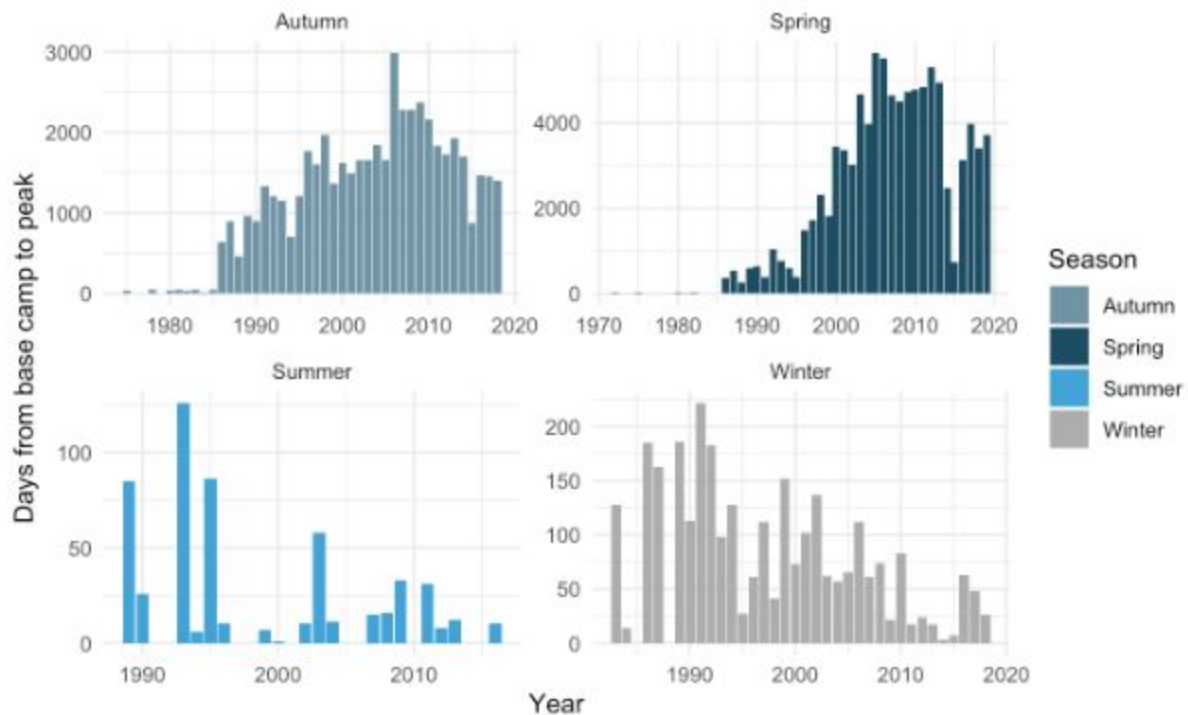 Autumn
Spring
3000
2000
1000
0
4000
2000
0
1980 1990 2000 2010 2020
1970 1980 1990 2000 2010 2020
Days from base camp to peak
Summer
Winter
100
50
0
200
150
100
50
0
1990 2000 2010
1990 2000 2010 2020
Year
Season
Autumn
Spring
Summer
Winter